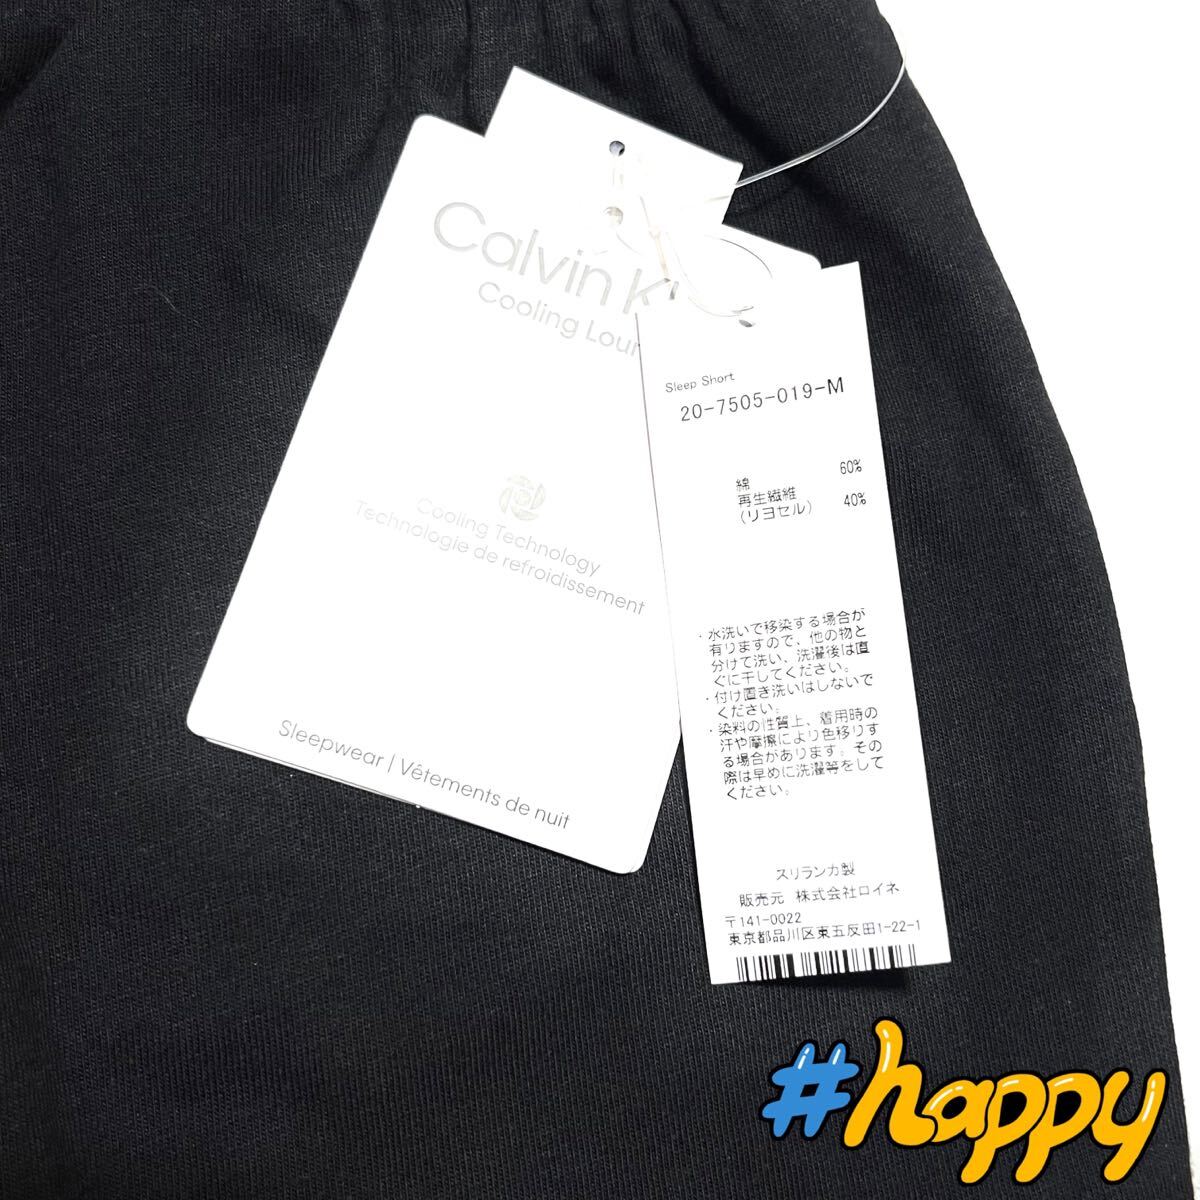 Calvin K
Cooling Lour
Cooling Technology
Technologie de refroidissement
Sleepwear | Vêtements de nuit
Sleep Short
20-7505-019-M
綿 60%
再生繊維
(リヨセル) 40%
・水洗いで移染する場合が
有りますので、他の物と
分けて洗い、洗濯後は直
ぐに干してください。
・付け置き洗いはしないで
ください。
・染料の性質上、着用時の
汗や摩擦により色移りす
る場合があります。その
際は早めに洗濯等をして
ください。
スリランカ製
販売元 株式会社ロイネ
〒141-0022
東京都品川区東五反田1-22-1
#happy